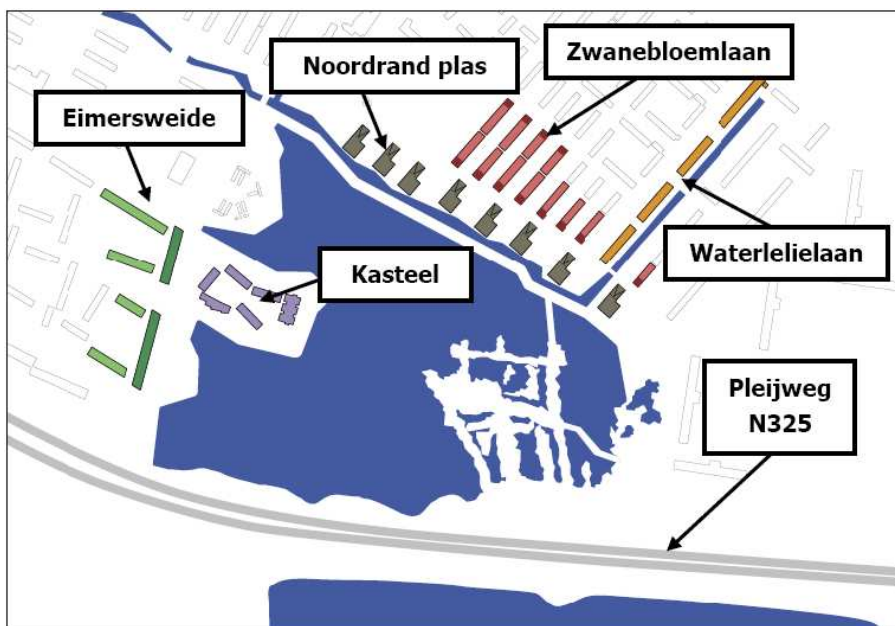 Zwanebloemlaan
Noordrand plas
Eimersweide
Waterlelielaan
Kasteel
Pleijweg
N325